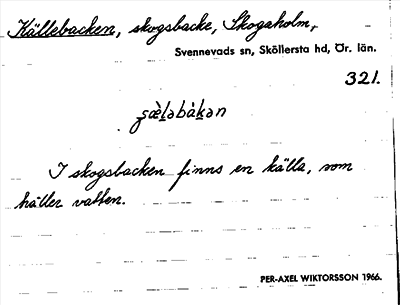 Källebacken, skogsbacke, Skogaholm,
Svennevads sn, Sköllersta hd, Ör. län.
321.
I skogsbacken finns en källa, som
håller vatten.
PER-AXEL WIKTORSSON 1966.